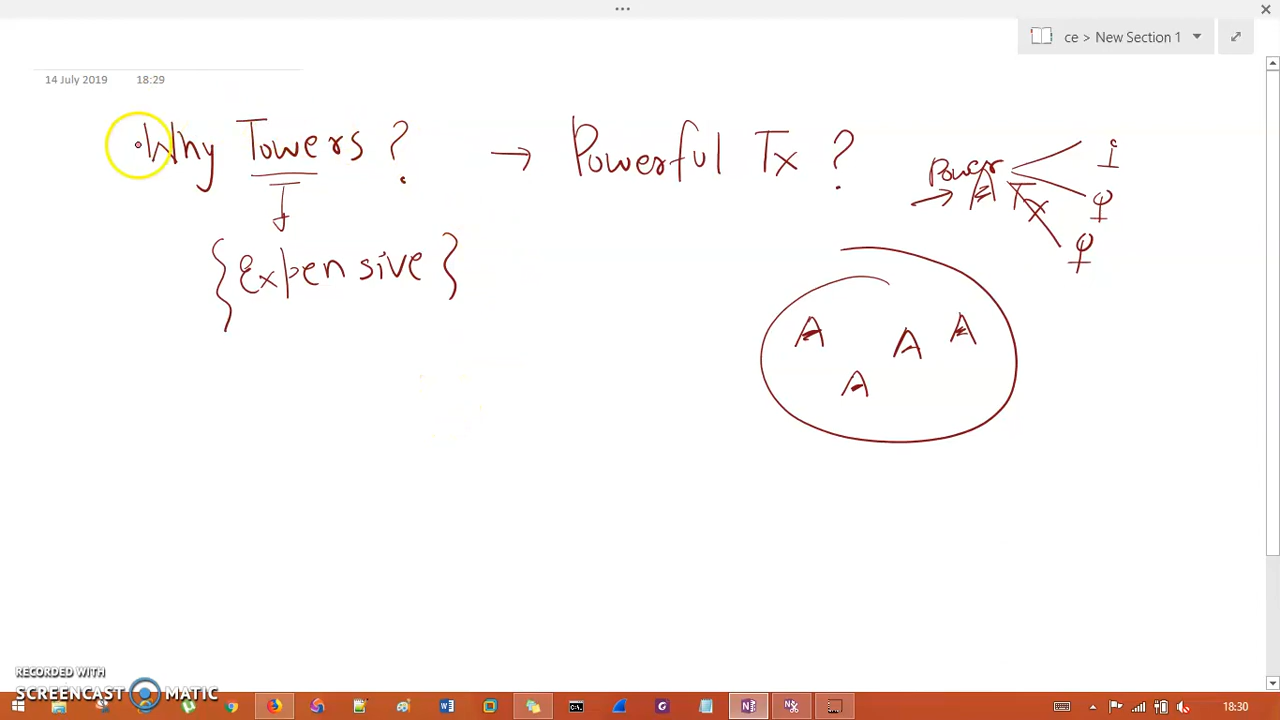 ce > New Section 1
14 July 2019 18:29
Why Towers ? → Powerful Tx ?
Power
Tx
{Expensive}
A A A
A
RECORDED WITH
SCREENCAST MATIC
18:30